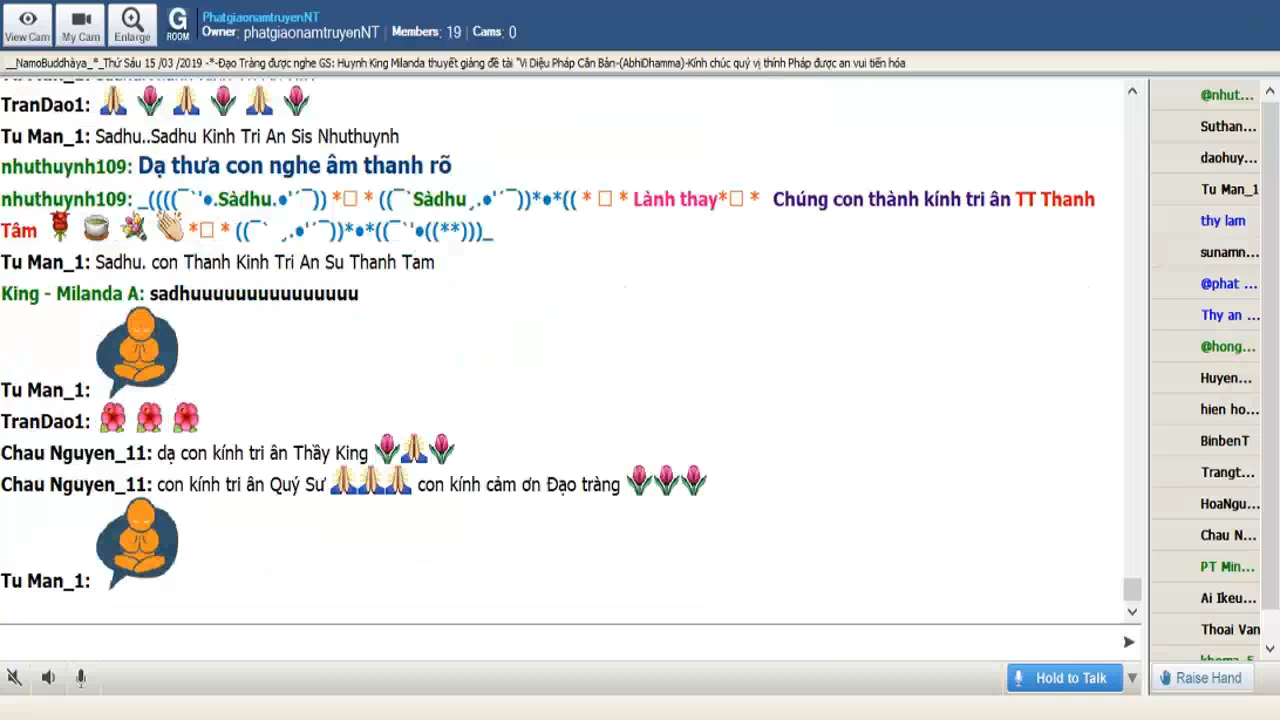 View Cam
My Cam
Enlarge
G
ROOM
PhatgiaonamtruyenNT
Owner: phatgiaonamtruyenNT | Members: 19 | Cams: 0
__NamoBuddhàya_*_Thứ Sáu 15 /03 /2019 -*-Đạo Tràng được nghe GS: Huynh King Milanda thuyết giảng đề tài "Vi Diệu Pháp Căn Bản-(AbhiDhamma)-Kính chúc quý vị thính Pháp được an vui tiến hóa
TranDao1:
Tu Man_1: Sadhu..Sadhu Kinh Tri An Sis Nhuthuynh
nhuthuynh109: Dạ thưa con nghe âm thanh rõ
nhuthuynh109: _((((¯`'●.Sàdhu.●'´¯)) *□ * ((¯`Sàdhu¸.●'´¯))*●*(( * □ * Lành thay*□ * Chúng con thành kính tri ân TT Thanh
Tâm *□ * ((¯` ¸.●'´¯))*●*((¯`'●((**)))_
Tu Man_1: Sadhu. con Thanh Kinh Tri An Su Thanh Tam
King - Milanda A: sadhuuuuuuuuuuuuuuu
Tu Man_1:
TranDao1:
Chau Nguyen_11: dạ con kính tri ân Thầy King
Chau Nguyen_11: con kính tri ân Quý Sư con kính cảm ơn Đạo tràng
Tu Man_1:
@nhut...
Suthan...
daohuy...
Tu Man_1
thy lam
sunamn...
@phat ...
Thy an ...
@hong...
Huyen...
hien ho...
BinbenT
Trangt...
HoaNgu...
Chau N...
PT Min...
Ai Ikeu...
Thoai Van
Hold to Talk
Raise Hand